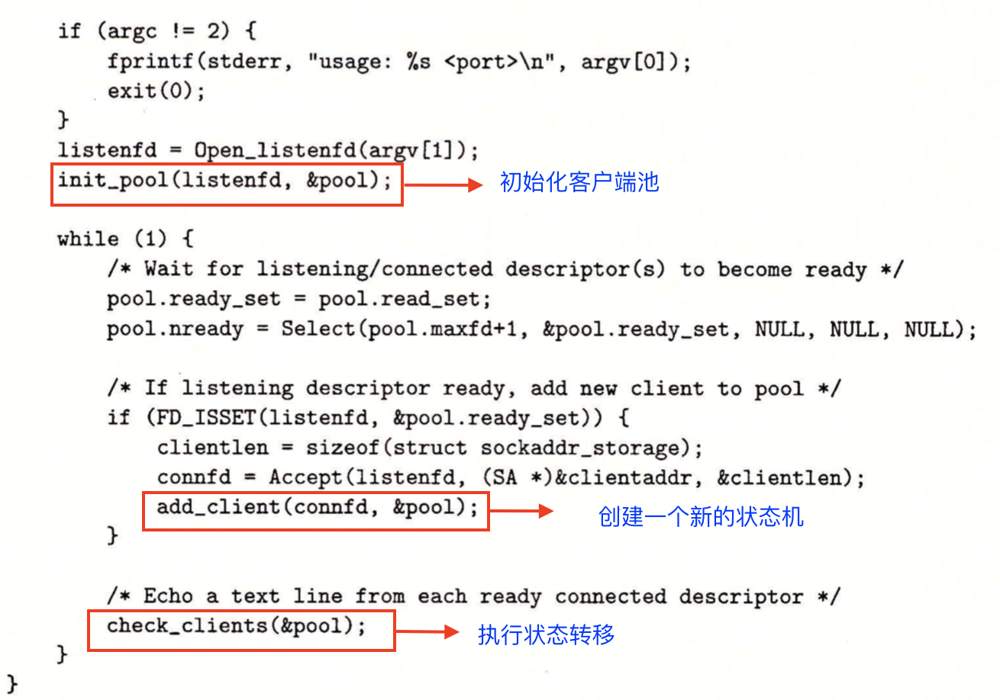 if (argc != 2) {
fprintf(stderr, "usage: %s <port>\n", argv[0]);
exit(0);
}
listenfd = Open_listenfd(argv[1]);
init_pool(listenfd, &pool); 初始化客户端池
while (1) {
/* Wait for listening/connected descriptor(s) to become ready */
pool.ready_set = pool.read_set;
pool.nready = Select(pool.maxfd+1, &pool.ready_set, NULL, NULL, NULL);
/* If listening descriptor ready, add new client to pool */
if (FD_ISSET(listenfd, &pool.ready_set)) {
clientlen = sizeof(struct sockaddr_storage);
connfd = Accept(listenfd, (SA *)&clientaddr, &clientlen);
add_client(connfd, &pool); 创建一个新的状态机
}
/* Echo a text line from each ready connected descriptor */
check_clients(&pool); 执行状态转移
}
}